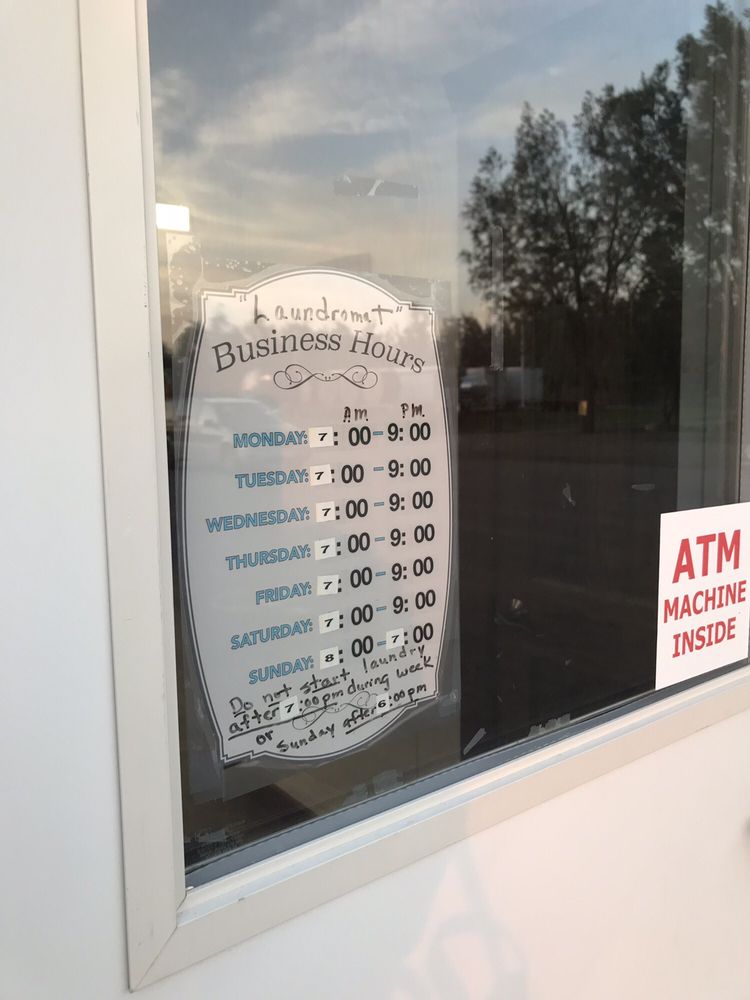 "Laundromat"
Business Hours
AM. PM.
MONDAY: 7: 00 - 9: 00
TUESDAY: 7: 00 - 9: 00
WEDNESDAY: 7: 00 - 9: 00
THURSDAY: 7: 00 - 9: 00
FRIDAY: 7: 00 - 9: 00
SATURDAY: 7: 00 - 9: 00
SUNDAY: 8: 00 - 7: 00
Do not start laundry
after 7:00pm during week
or Sunday after 6:00pm
ATM
MACHINE
INSIDE